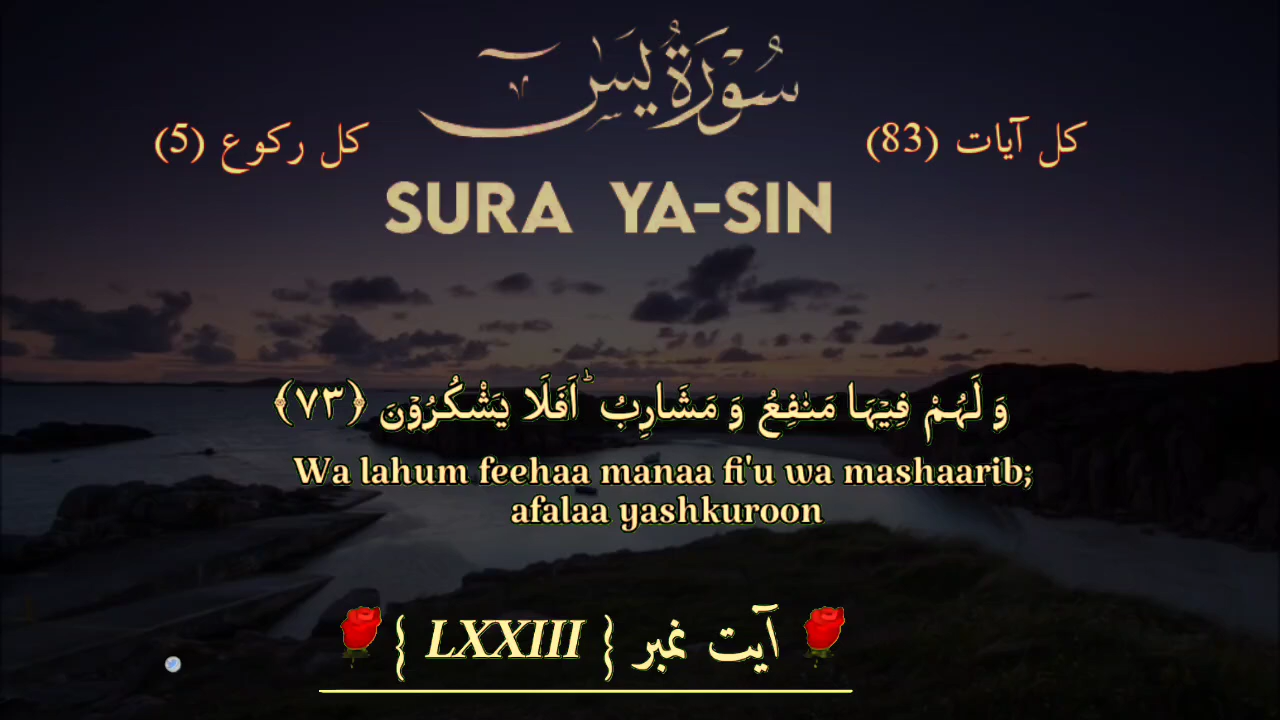 سُوْرَةُ يٰسٓ
کل آیات (83)
کل رکوع (5)
SURA YA-SIN
وَ لَهُمْ فِیْهَا مَنٰفِعُ وَ مَشَارِبُ ؕ اَفَلَا یَشْكُرُوْنَ ﴿۷۳﴾
Wa lahum feehaa manaa fi'u wa mashaarib;
afalaa yashkuroon
🌹 آیت نمبر { LXXIII } 🌹